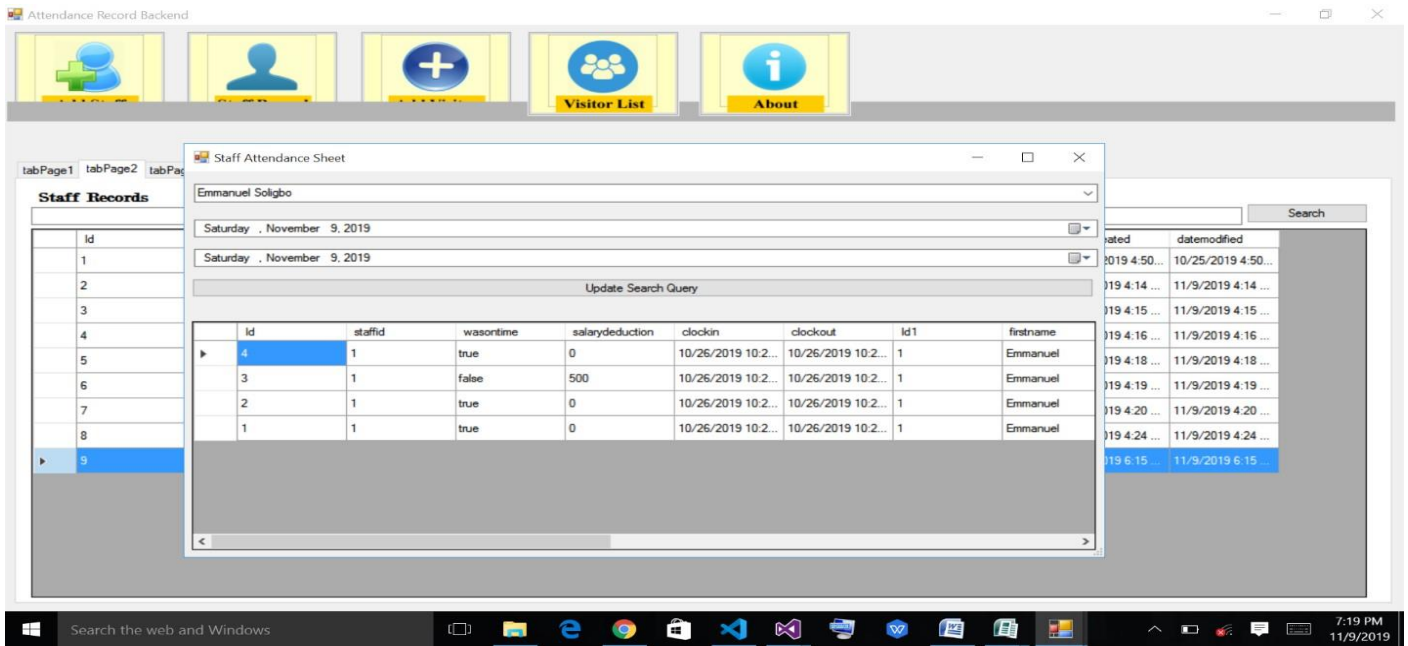 Attendance Record Backend
Visitor List About
Staff Attendance Sheet
tabPage1 tabPage2
Emmanuel Soligbo
Staff Records
Search
Saturday , November 9, 2019
Id datemodified
Saturday , November 9, 2019
1 10/25/2019 4:50...
2 Update Search Query 11/9/2019 4:14 ...
3 11/9/2019 4:15 ...
Id staffid wasontime salarydeduction clockin clockout Id1 firstname
4 11/9/2019 4:16 ...
4 1 true 0 10/26/2019 10:2... 10/26/2019 10:2... 1 Emmanuel
5 11/9/2019 4:18 ...
3 1 false 500 10/26/2019 10:2... 10/26/2019 10:2... 1 Emmanuel
6 11/9/2019 4:19 ...
2 1 true 0 10/26/2019 10:2... 10/26/2019 10:2... 1 Emmanuel
7 11/9/2019 4:20 ...
1 1 true 0 10/26/2019 10:2... 10/26/2019 10:2... 1 Emmanuel
8 11/9/2019 4:24 ...
9 11/9/2019 6:15 ...
Search the web and Windows
7:19 PM
11/9/2019